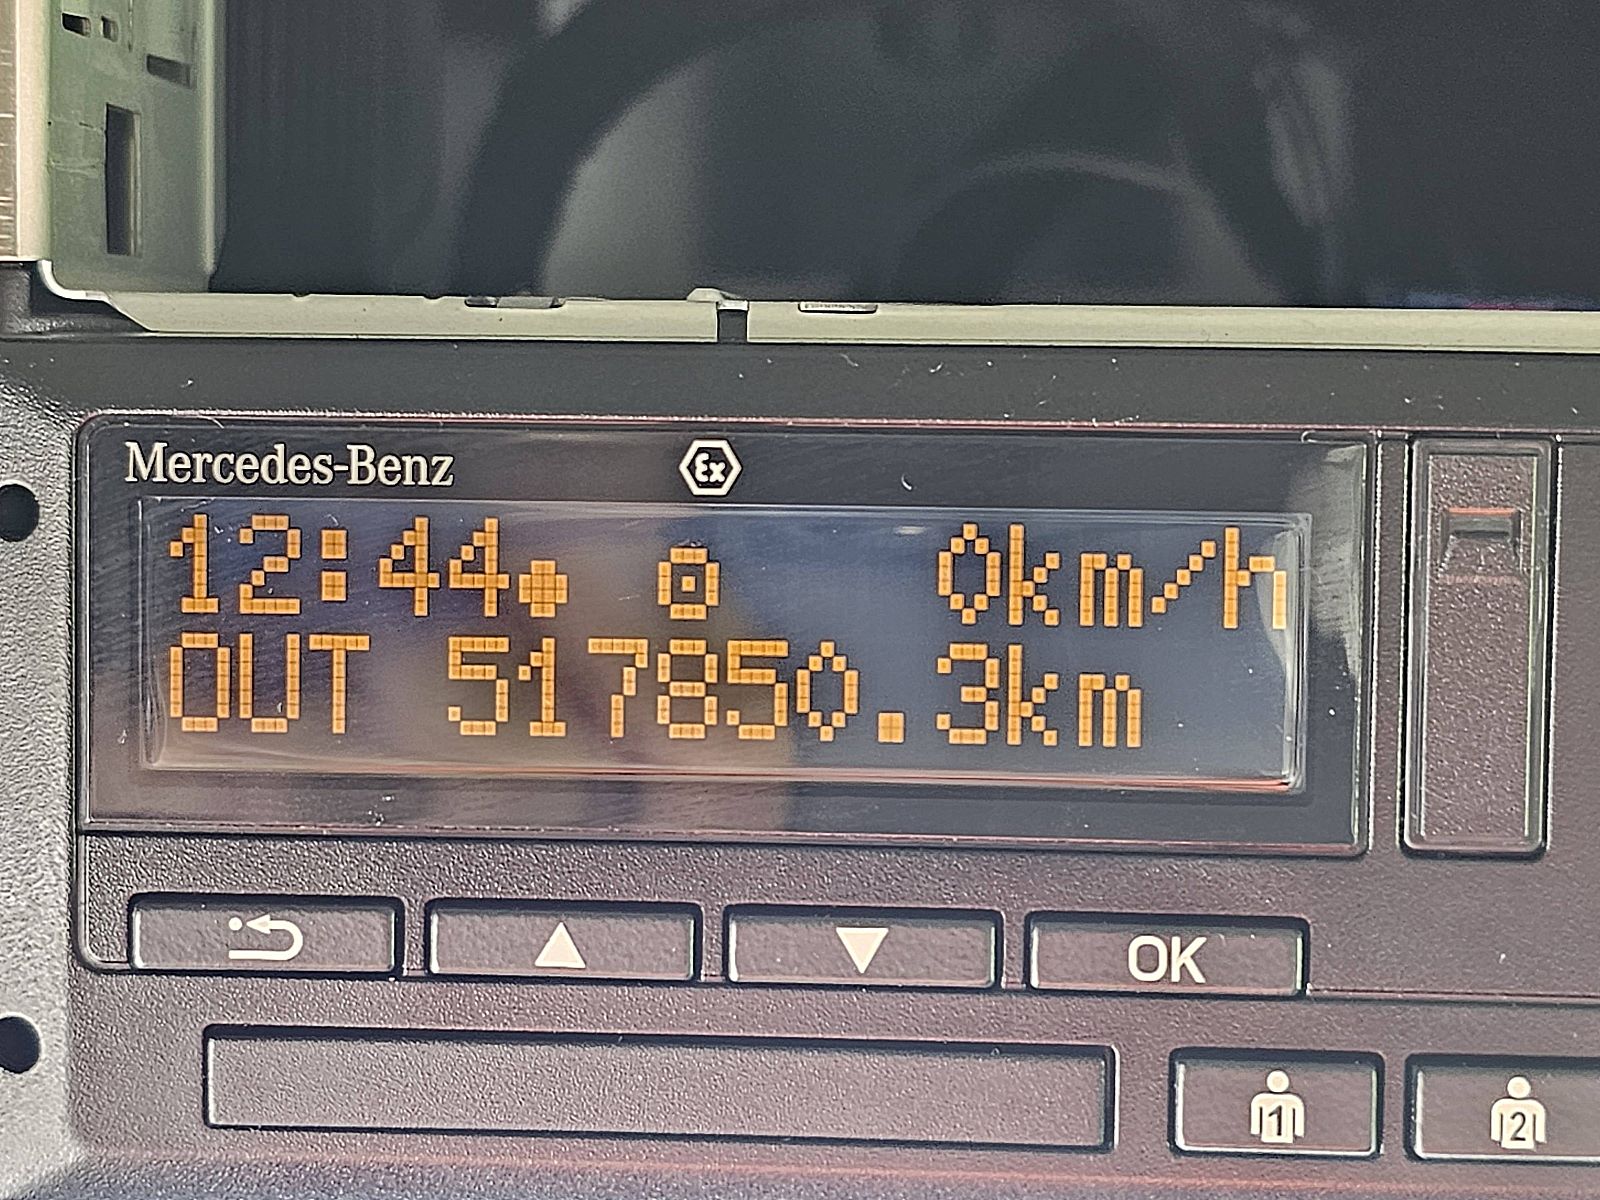 Mercedes-Benz
Ex
12:44 0km/h
OUT 517850.3km
OK
1 2